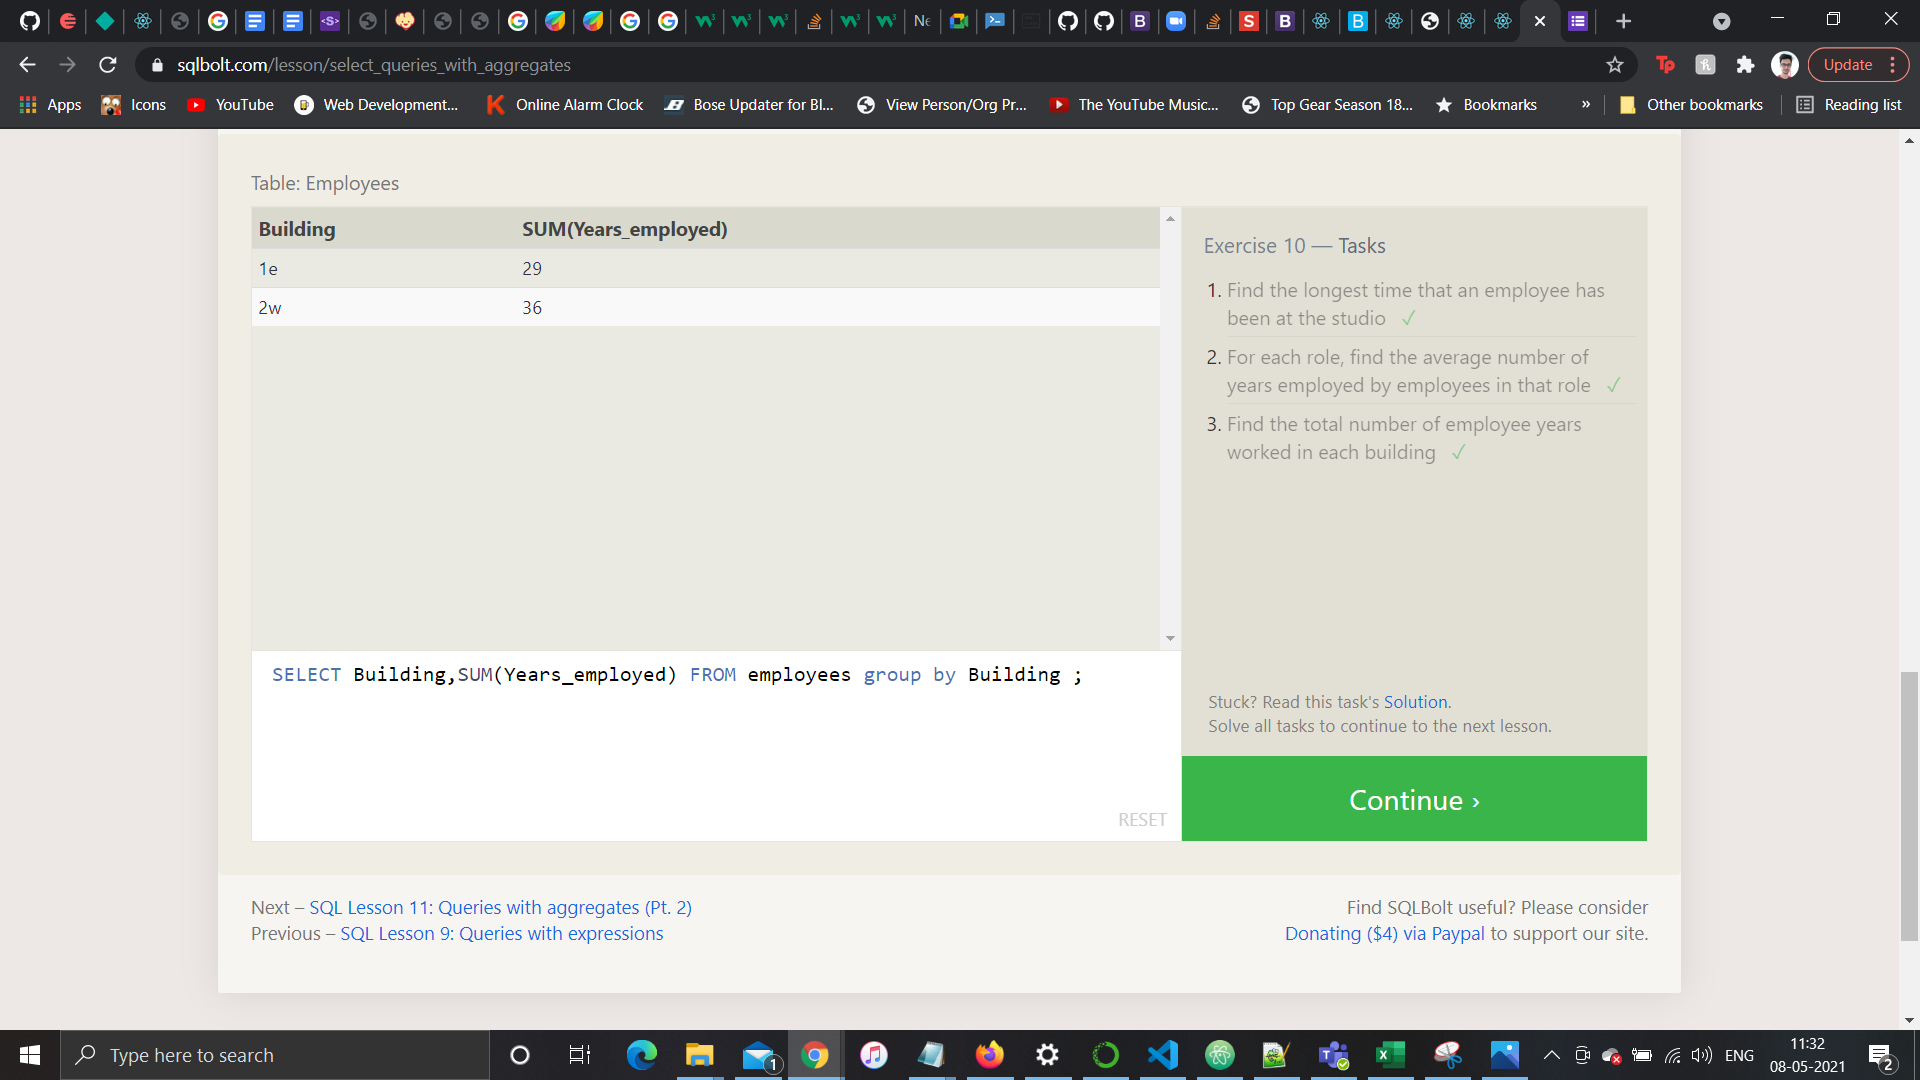 Ne
sqlbolt.com/lesson/select_queries_with_aggregates
Update
Apps Icons YouTube Web Development... Online Alarm Clock Bose Updater for Bl... View Person/Org Pr... The YouTube Music... Top Gear Season 18... Bookmarks » Other bookmarks Reading list
Table: Employees
Building SUM(Years_employed)
1e 29
2w 36
Exercise 10 — Tasks
1. Find the longest time that an employee has
been at the studio ✓
2. For each role, find the average number of
years employed by employees in that role ✓
3. Find the total number of employee years
worked in each building ✓
SELECT Building,SUM(Years_employed) FROM employees group by Building ;
RESET
Stuck? Read this task's Solution.
Solve all tasks to continue to the next lesson.
Continue ›
Next – SQL Lesson 11: Queries with aggregates (Pt. 2)
Previous – SQL Lesson 9: Queries with expressions
Find SQLBolt useful? Please consider
Donating ($4) via Paypal to support our site.
Type here to search
1
ENG
11:32
08-05-2021
2